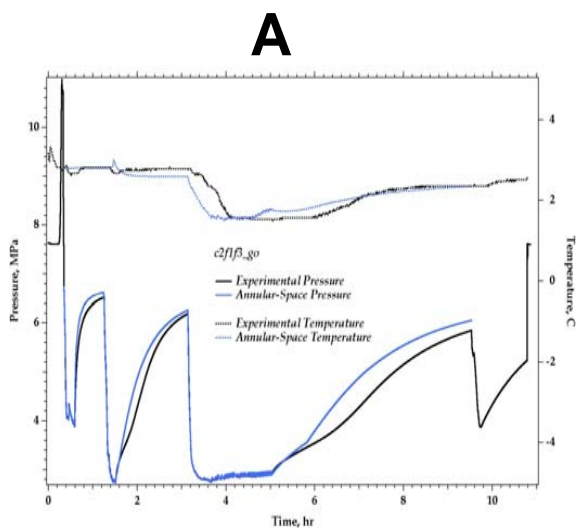 A
10
8
6
4
Pressure, MPa
c2f1f3_go
Experimental Pressure
Annular-Space Pressure
Experimental Temperature
Annular-Space Temperature
4
2
0
-2
-4
Temperature, C
0 2 4 6 8 10
Time, hr